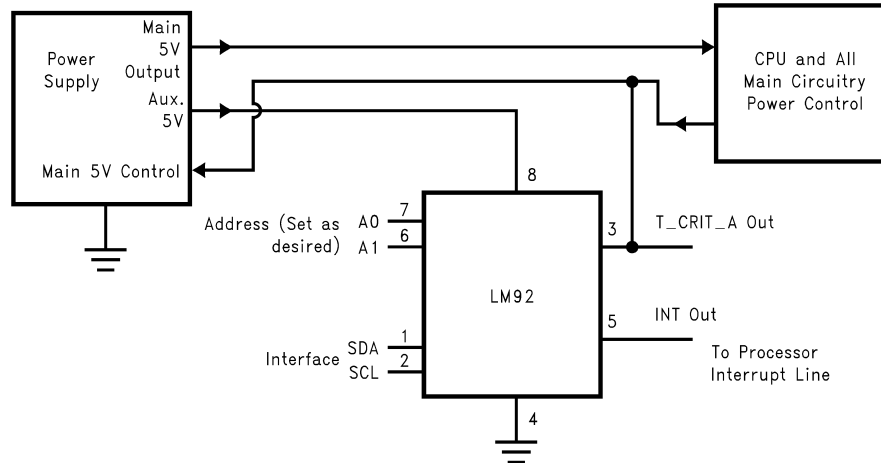 Main
5V
Output
Power
Supply
Aux.
5V
Main 5V Control
CPU and All
Main Circuitry
Power Control
8
Address (Set as
desired)
7
A0
6
A1
3
T_CRIT_A Out
LM92
5
INT Out
Interface
1
SDA
2
SCL
To Processor
Interrupt Line
4